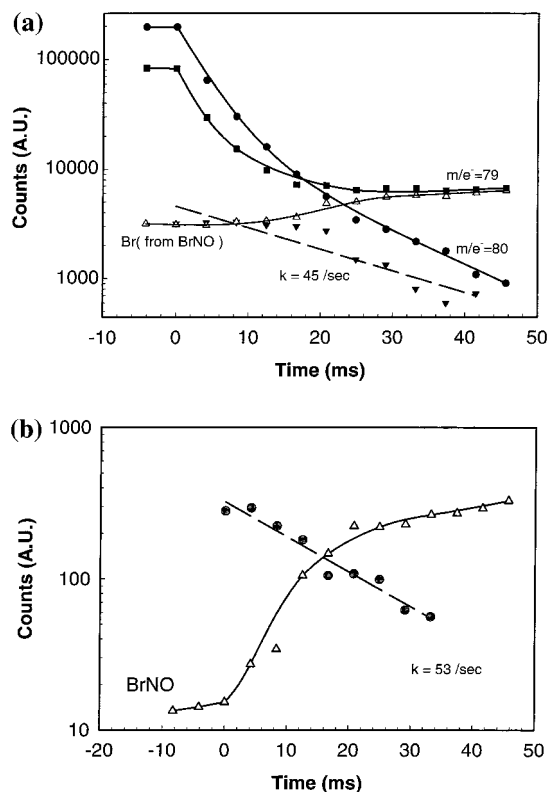 (a)
Counts (A.U.)
100000
10000
1000
m/e⁻=79
Br( from BrNO )
m/e⁻=80
k = 45 /sec
-10 0 10 20 30 40 50
Time (ms)
(b)
Counts (A.U.)
1000
100
10
BrNO
k = 53 /sec
-20 -10 0 10 20 30 40 50
Time (ms)